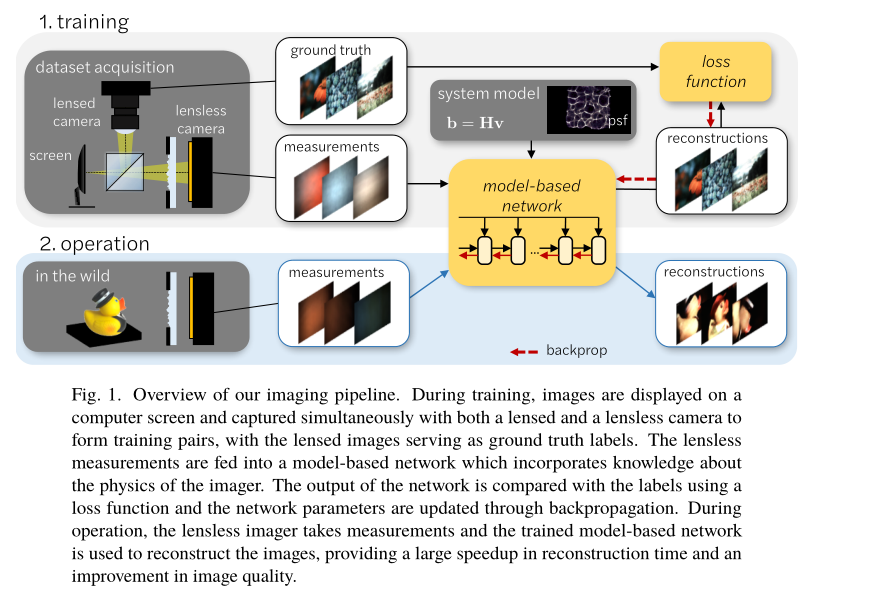 1. training
dataset acquisition
lensed
camera
lensless
camera
screen
ground truth
measurements
system model
b = Hv
psf
loss
function
reconstructions
model-based
network
...
2. operation
in the wild
measurements
reconstructions
backprop
Fig. 1. Overview of our imaging pipeline. During training, images are displayed on a
computer screen and captured simultaneously with both a lensed and a lensless camera to
form training pairs, with the lensed images serving as ground truth labels. The lensless
measurements are fed into a model-based network which incorporates knowledge about
the physics of the imager. The output of the network is compared with the labels using a
loss function and the network parameters are updated through backpropagation. During
operation, the lensless imager takes measurements and the trained model-based network
is used to reconstruct the images, providing a large speedup in reconstruction time and an
improvement in image quality.